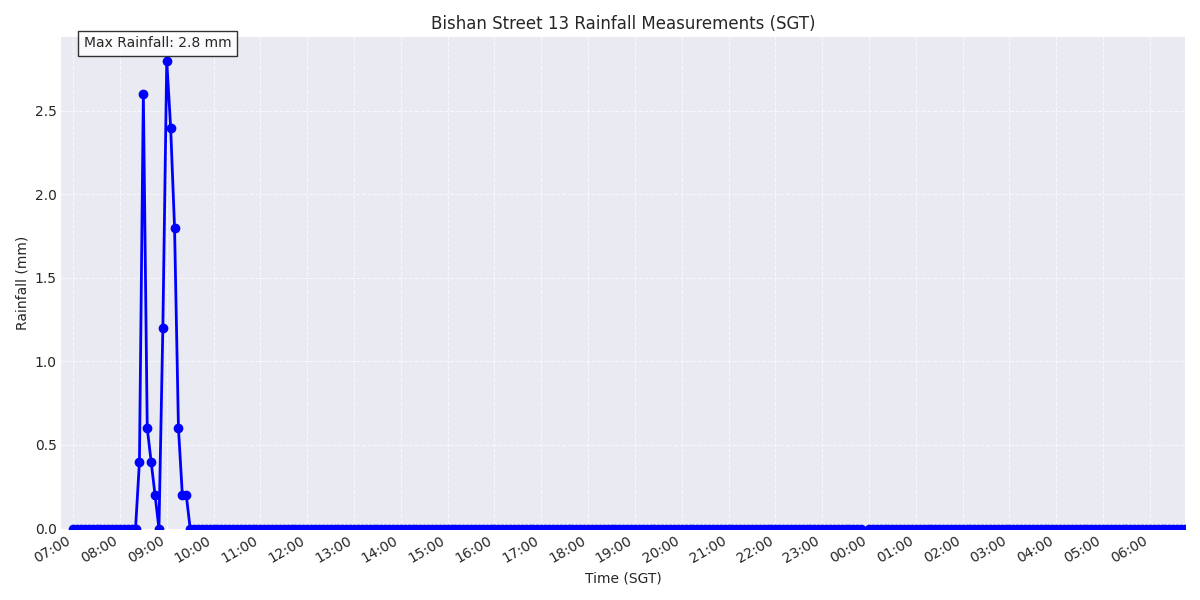 Bishan Street 13 Rainfall Measurements (SGT)
Max Rainfall: 2.8 mm
Rainfall (mm)
2.5
2.0
1.5
1.0
0.5
0.0
07:00 08:00 09:00 10:00 11:00 12:00 13:00 14:00 15:00 16:00 17:00 18:00 19:00 20:00 21:00 22:00 23:00 00:00 01:00 02:00 03:00 04:00 05:00 06:00
Time (SGT)